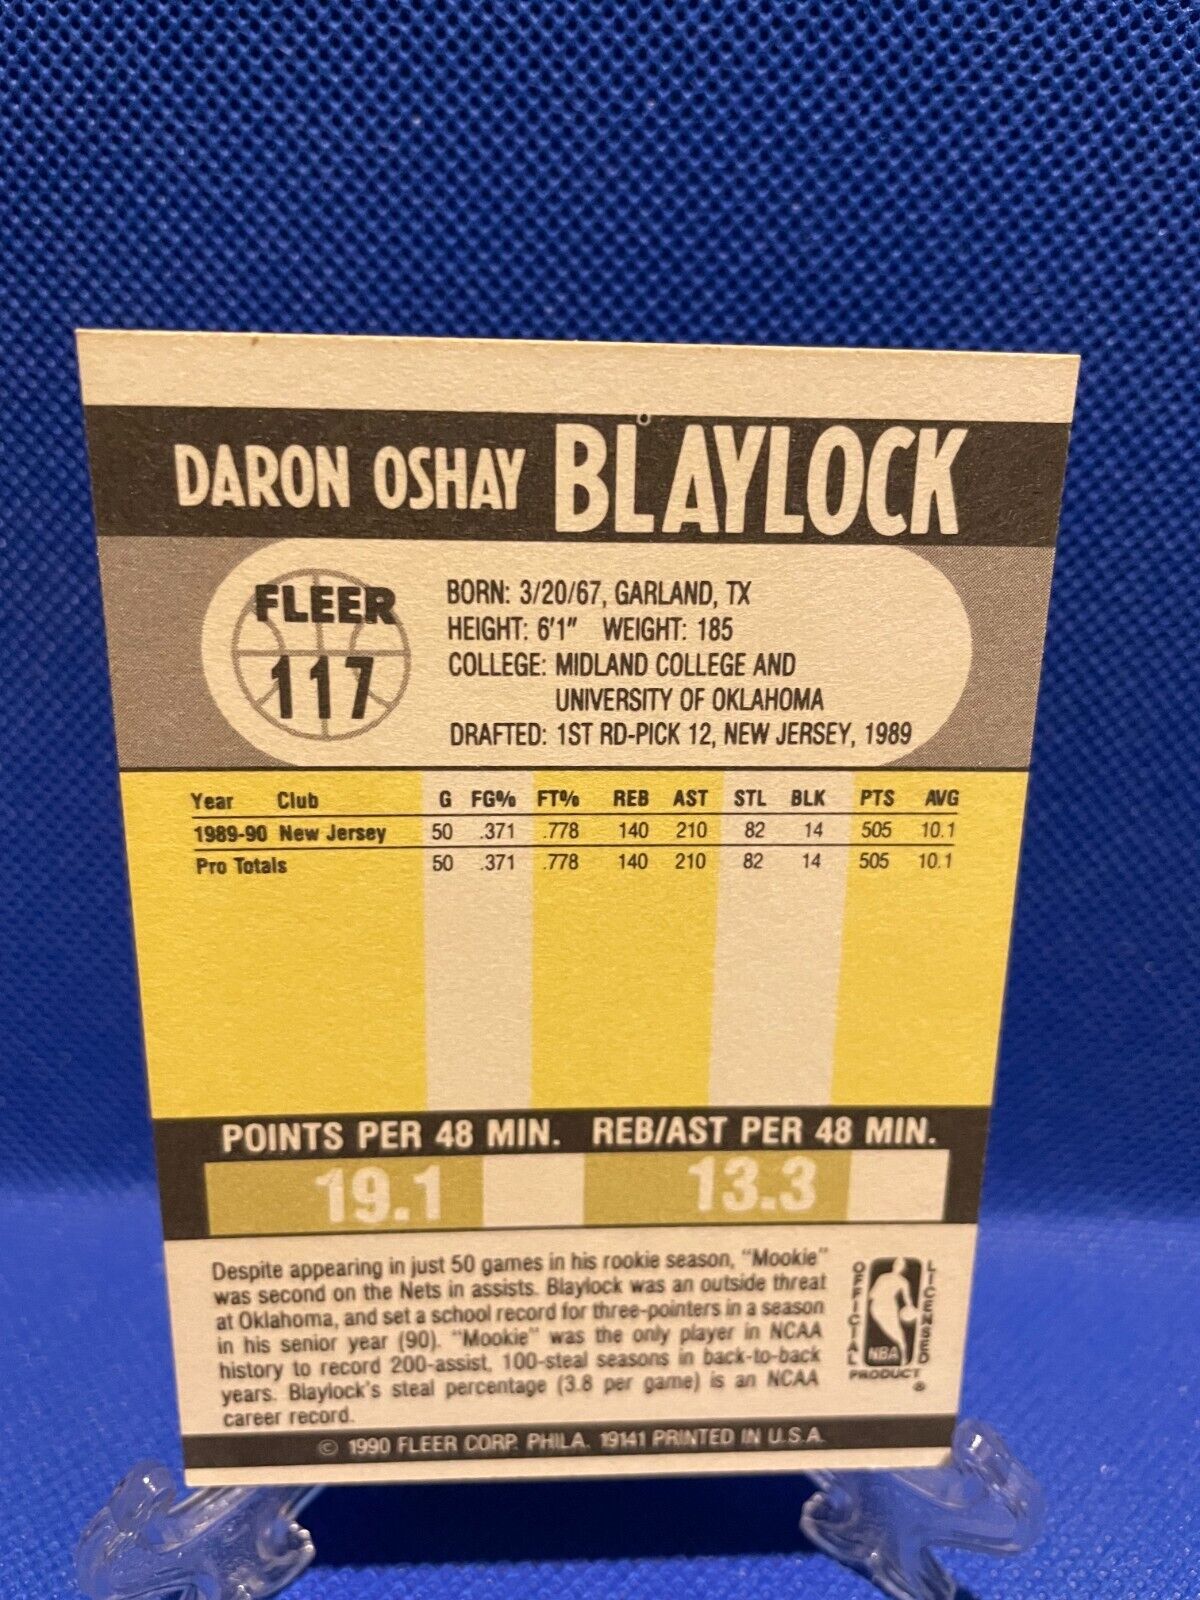 DARON OSHAY BLAYLOCK
FLEER
117
BORN: 3/20/67, GARLAND, TX
HEIGHT: 6'1" WEIGHT: 185
COLLEGE: MIDLAND COLLEGE AND
UNIVERSITY OF OKLAHOMA
DRAFTED: 1ST RD-PICK 12, NEW JERSEY, 1989
Year Club G FG% FT% REB AST STL BLK PTS AVG
1989-90 New Jersey 50 .371 .778 140 210 82 14 505 10.1
Pro Totals 50 .371 .778 140 210 82 14 505 10.1
POINTS PER 48 MIN. REB/AST PER 48 MIN.
19.1 13.3
Despite appearing in just 50 games in his rookie season, "Mookie"
was second on the Nets in assists. Blaylock was an outside threat
at Oklahoma, and set a school record for three-pointers in a season
in his senior year (90). "Mookie" was the only player in NCAA
history to record 200-assist, 100-steal seasons in back-to-back
years. Blaylock's steal percentage (3.8 per game) is an NCAA
career record.
OFFICIAL
LICENSED
NBA
PRODUCT
®
© 1990 FLEER CORP. PHILA. 19141 PRINTED IN U.S.A.